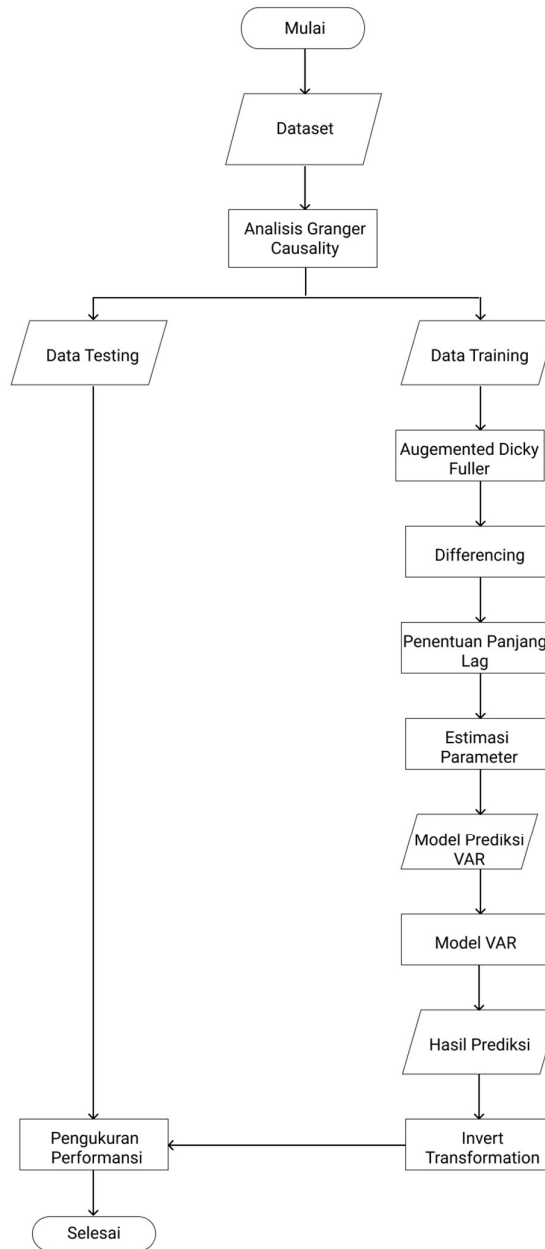 Mulai
Dataset
Analisis Granger
Causality
Data Testing
Data Training
Augemented Dicky
Fuller
Differencing
Penentuan Panjang
Lag
Estimasi
Parameter
Model Prediksi
VAR
Model VAR
Hasil Prediksi
Pengukuran
Performansi
Invert
Transformation
Selesai